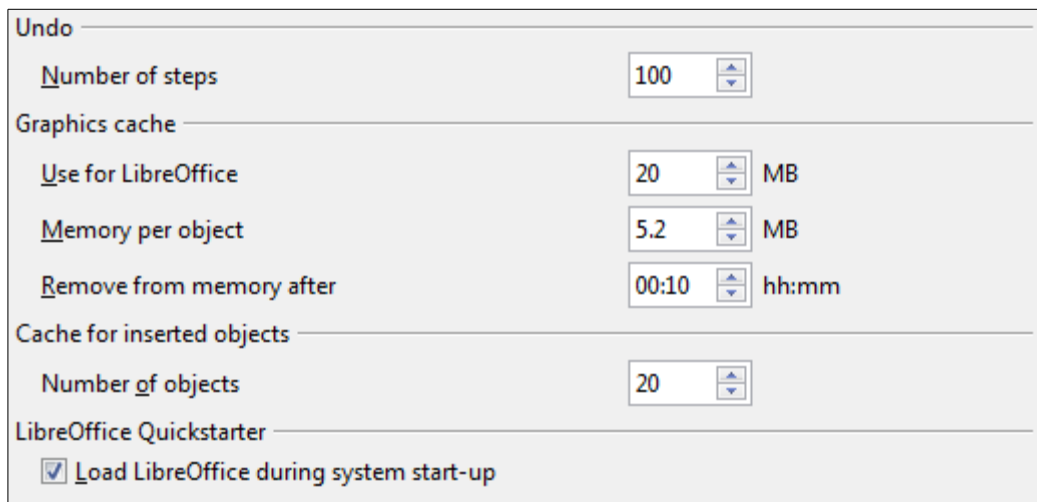 Undo
Number of steps 100
Graphics cache
Use for LibreOffice 20 MB
Memory per object 5.2 MB
Remove from memory after 00:10 hh:mm
Cache for inserted objects
Number of objects 20
LibreOffice Quickstarter
Load LibreOffice during system start-up